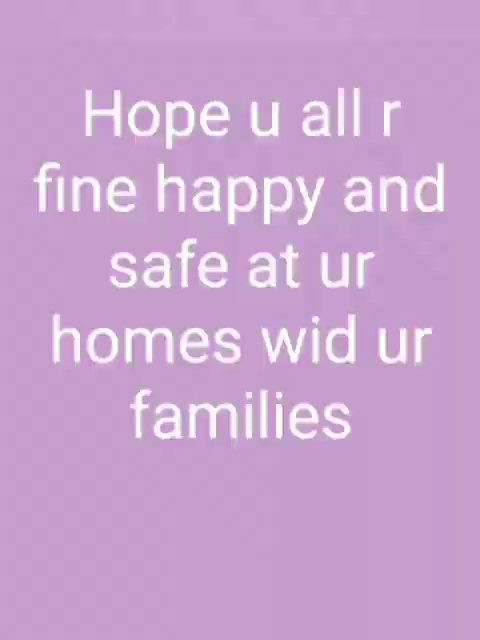 Hope u all r
fine happy and
safe at ur
homes wid ur
families